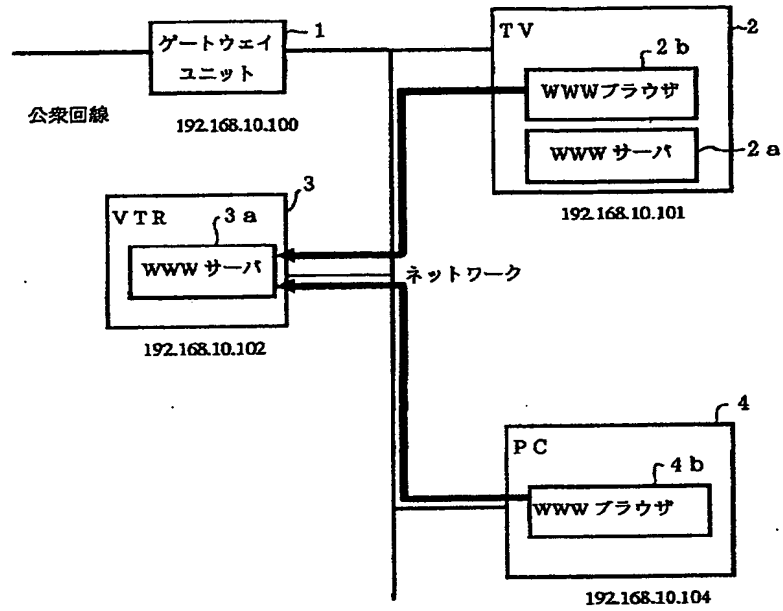 ゲートウェイ
ユニット
1
公衆回線
192.168.10.100
TV
2
2b
WWWブラウザ
WWWサーバ
2a
192.168.10.101
VTR
3
3a
WWWサーバ
192.168.10.102
ネットワーク
PC
4
4b
WWWブラウザ
192.168.10.104